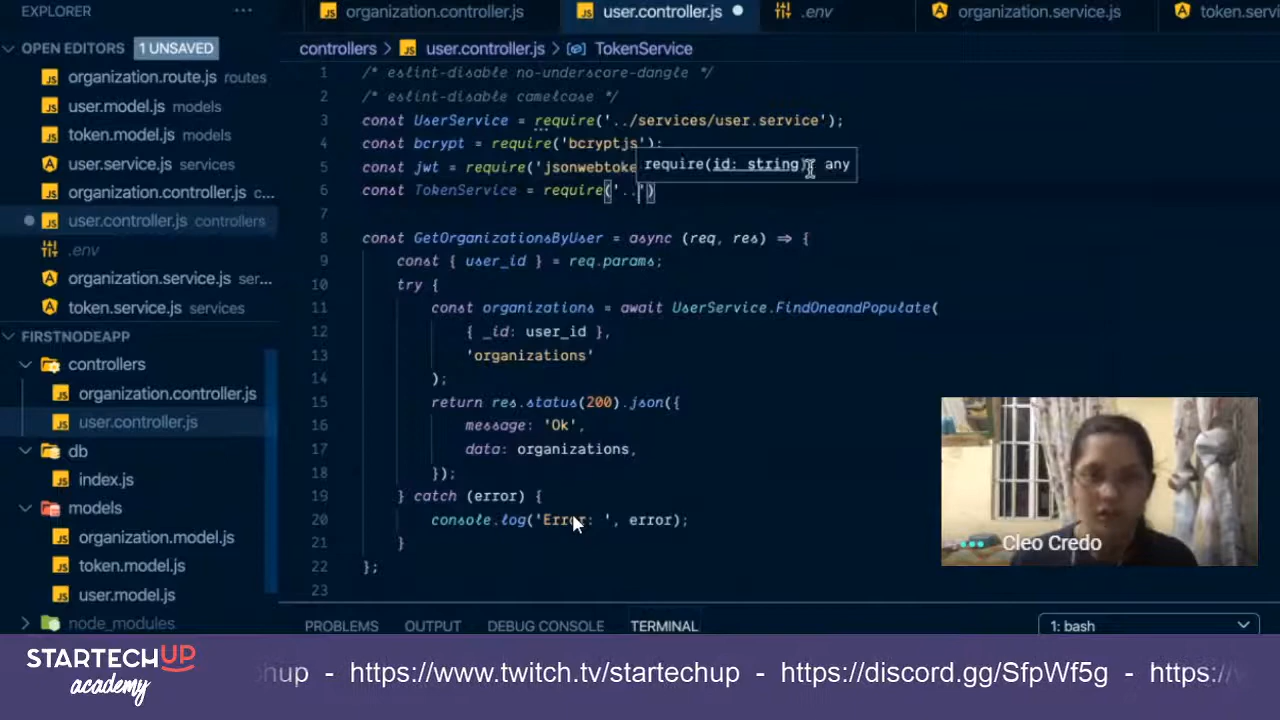 EXPLORER
OPEN EDITORS 1 UNSAVED
organization.route.js routes
user.model.js models
token.model.js models
user.service.js services
organization.controller.js c...
user.controller.js controllers
.env
organization.service.js ser...
token.service.js services
FIRSTNODEAPP
controllers
organization.controller.js
user.controller.js
db
index.js
models
organization.model.js
token.model.js
user.model.js
node_modules
organization.controller.js user.controller.js .env organization.service.js token.servi
controllers > user.controller.js > TokenService
1 /* eslint-disable no-underscore-dangle */
2 /* eslint-disable camelcase */
3 const UserService = require('../services/user.service');
4 const bcrypt = require('bcryptjs');
5 const jwt = require('jsonwebtoke
require(id: string): any
6 const TokenService = require('..')
7
8 const GetOrganizationsByUser = async (req, res) => {
9 const { user_id } = req.params;
10 try {
11 const organizations = await UserService.FindOneandPopulate(
12 { _id: user_id },
13 'organizations'
14 );
15 return res.status(200).json({
16 message: 'Ok',
17 data: organizations,
18 });
19 } catch (error) {
20 console.log('Error: ', error);
21 }
22 };
23
Cleo Credo
PROBLEMS OUTPUT DEBUG CONSOLE TERMINAL 1: bash
STARTECHUP
academy
hup - https://www.twitch.tv/startechup - https://discord.gg/SfpWf5g - https:/